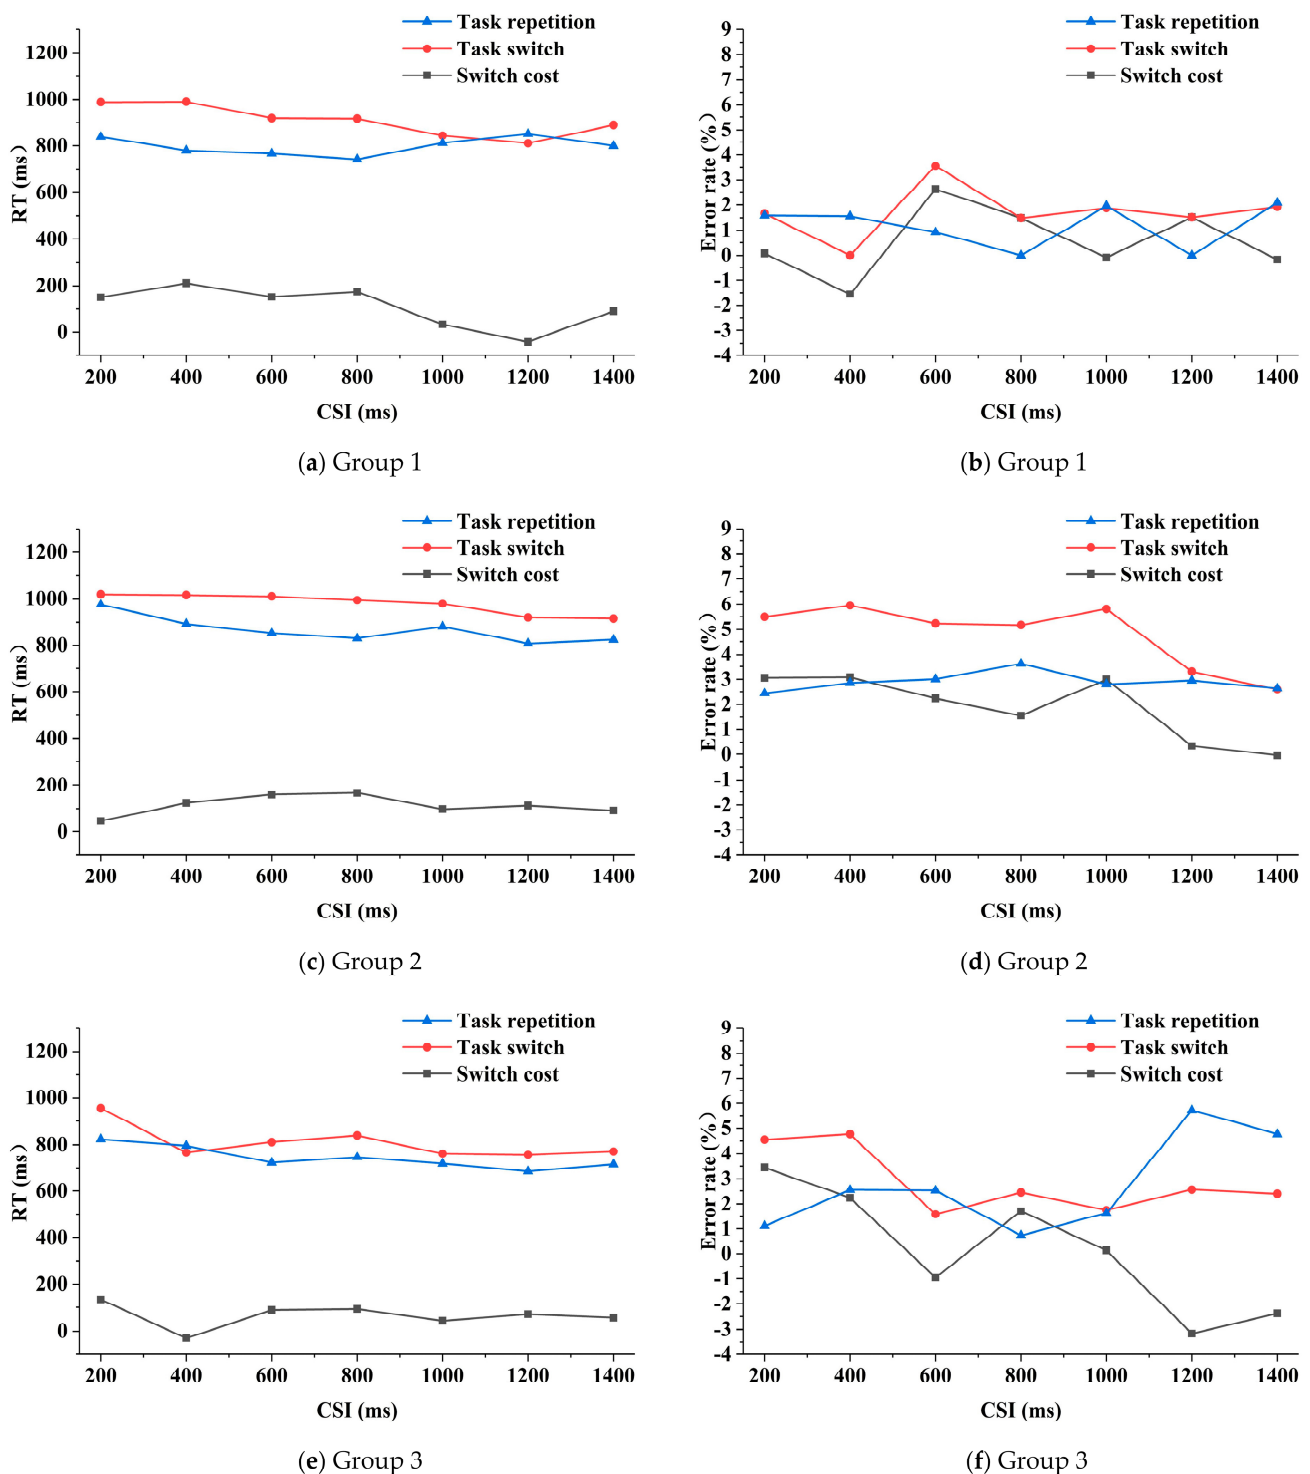 Task repetition
Task switch
Switch cost
1200
1000
800
600
400
200
0
RT (ms)
200 400 600 800 1000 1200 1400
CSI (ms)
(a) Group 1
Task repetition
Task switch
Switch cost
9
8
7
6
5
4
3
2
1
0
-1
-2
-3
-4
Error rate (%)
200 400 600 800 1000 1200 1400
CSI (ms)
(b) Group 1
Task repetition
Task switch
Switch cost
1200
1000
800
600
400
200
0
RT (ms)
200 400 600 800 1000 1200 1400
CSI (ms)
(c) Group 2
Task repetition
Task switch
Switch cost
9
8
7
6
5
4
3
2
1
0
-1
-2
-3
-4
Error rate (%)
200 400 600 800 1000 1200 1400
CSI (ms)
(d) Group 2
Task repetition
Task switch
Switch cost
1200
1000
800
600
400
200
0
RT (ms)
200 400 600 800 1000 1200 1400
CSI (ms)
(e) Group 3
Task repetition
Task switch
Switch cost
9
8
7
6
5
4
3
2
1
0
-1
-2
-3
-4
Error rate (%)
200 400 600 800 1000 1200 1400
CSI (ms)
(f) Group 3